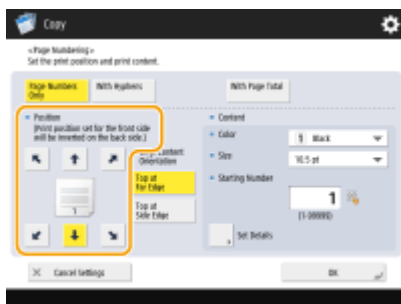 Copy
<Page Numbering>
Set the print position and print content.
Page Numbers Only
With Hyphens
With Page Total
Position
[Print position set for the front side
will be inverted on the back side.]
Content
Orientation
Top at
Far Edge
Top at
Side Edge
1
Content
Color
1 Black
Size
10.5 pt
Starting Number
1
Set Details
Cancel Settings
OK